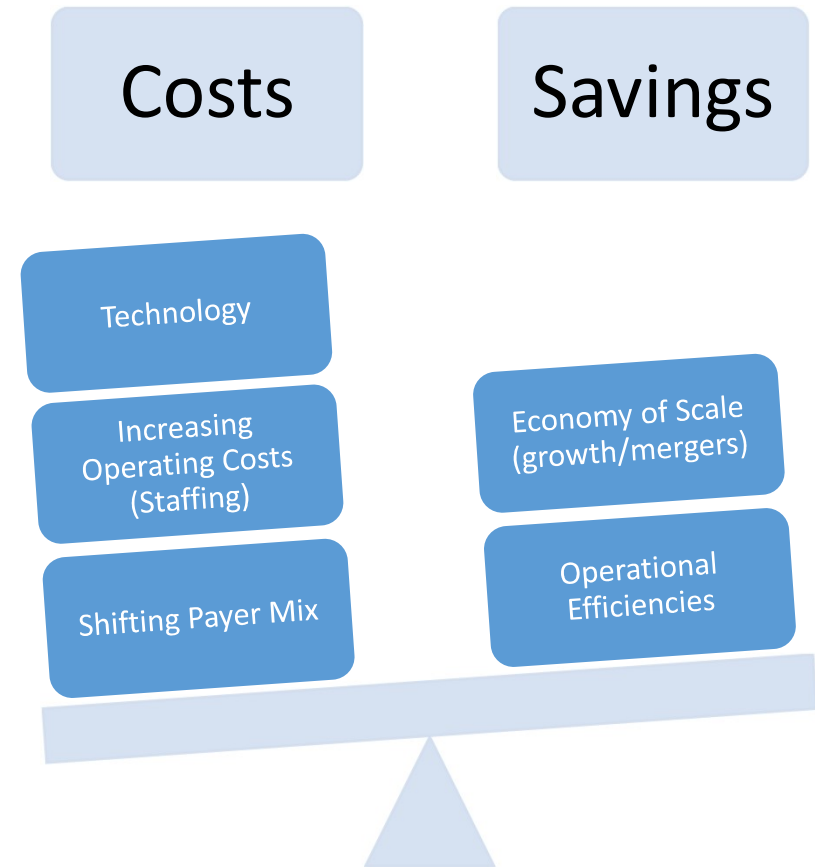 Costs
Savings
Technology
Increasing
Operating Costs
(Staffing)
Shifting Payer Mix
Economy of Scale
(growth/mergers)
Operational
Efficiencies